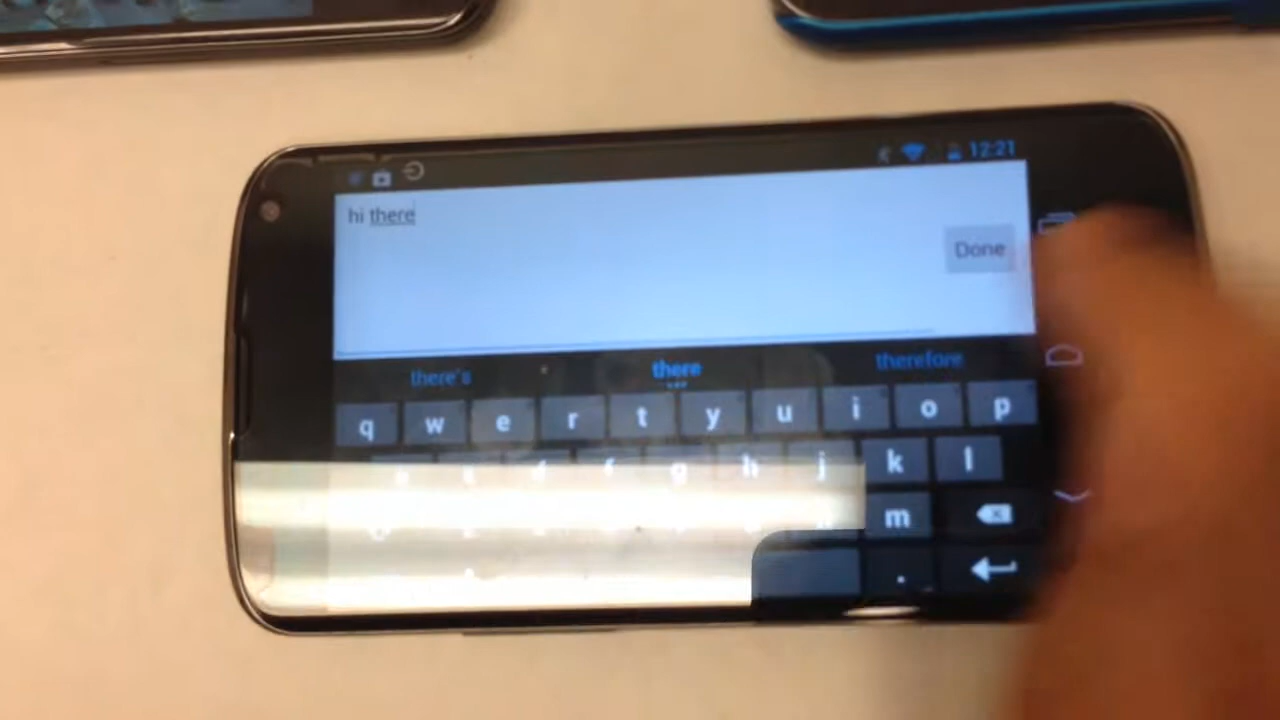 12:21
hi there
Done
there's there therefore
q w e r t y u i o p
g h j k l
m
.